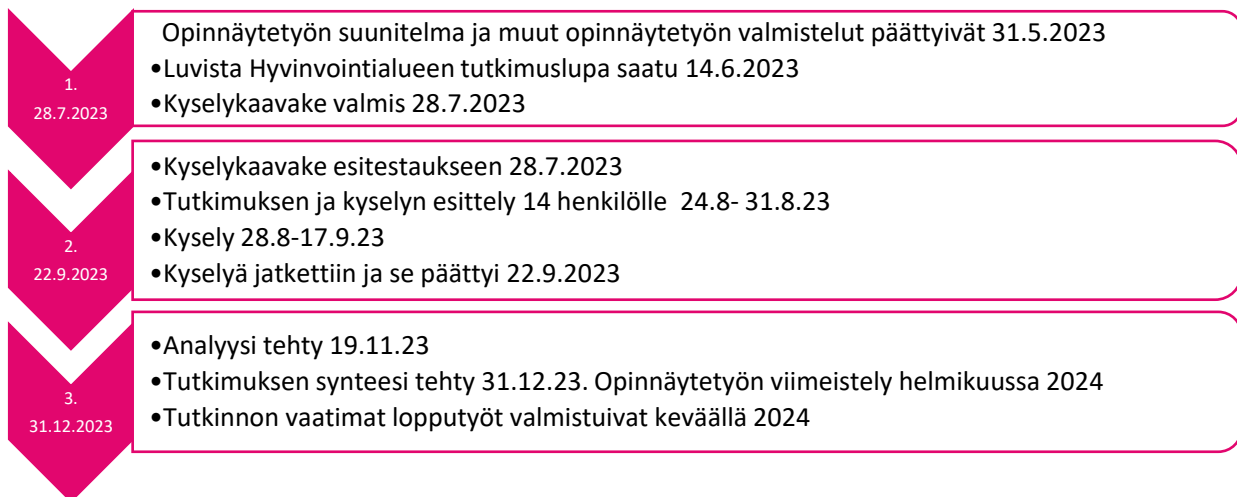 1.
28.7.2023
Opinnäytetyön suunitelma ja muut opinnäytetyön valmistelut päättyivät 31.5.2023
•Luvista Hyvinvointialueen tutkimuslupa saatu 14.6.2023
•Kyselykaavake valmis 28.7.2023
2.
22.9.2023
•Kyselykaavake esitestaukseen 28.7.2023
•Tutkimuksen ja kyselyn esittely 14 henkilölle 24.8- 31.8.23
•Kysely 28.8-17.9.23
•Kyselyä jatkettiin ja se päättyi 22.9.2023
3.
31.12.2023
•Analyysi tehty 19.11.23
•Tutkimuksen synteesi tehty 31.12.23. Opinnäytetyön viimeistely helmikuussa 2024
•Tutkinnon vaatimat lopputyöt valmistuivat keväällä 2024